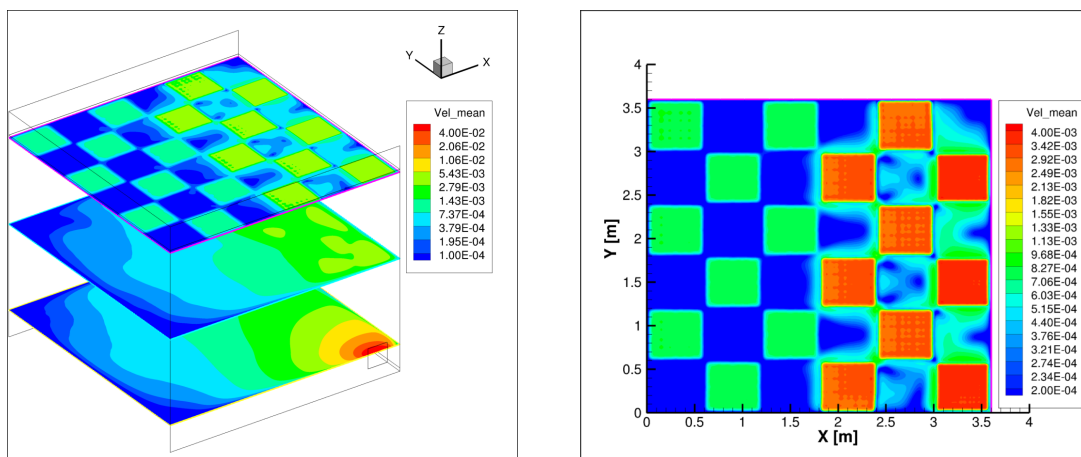 Z
Y
X
Vel_mean
4.00E-02
2.06E-02
1.06E-02
5.43E-03
2.79E-03
1.43E-03
7.37E-04
3.79E-04
1.95E-04
1.00E-04
Y [m]
4
3.5
3
2.5
2
1.5
1
0.5
0
0
0.5
1
1.5
2
2.5
3
3.5
4
X [m]
Vel_mean
4.00E-03
3.42E-03
2.92E-03
2.49E-03
2.13E-03
1.82E-03
1.55E-03
1.33E-03
1.13E-03
9.68E-04
8.27E-04
7.06E-04
6.03E-04
5.15E-04
4.40E-04
3.76E-04
3.21E-04
2.74E-04
2.34E-04
2.00E-04